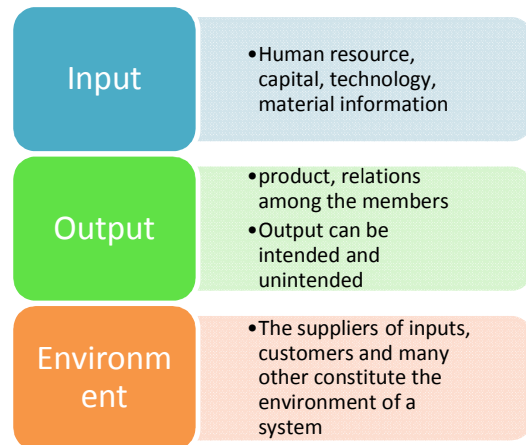 Input
•Human resource,
capital, technology,
material information
Output
•product, relations
among the members
•Output can be
intended and
unintended
Environm
ent
•The suppliers of inputs,
customers and many
other constitute the
environment of a
system